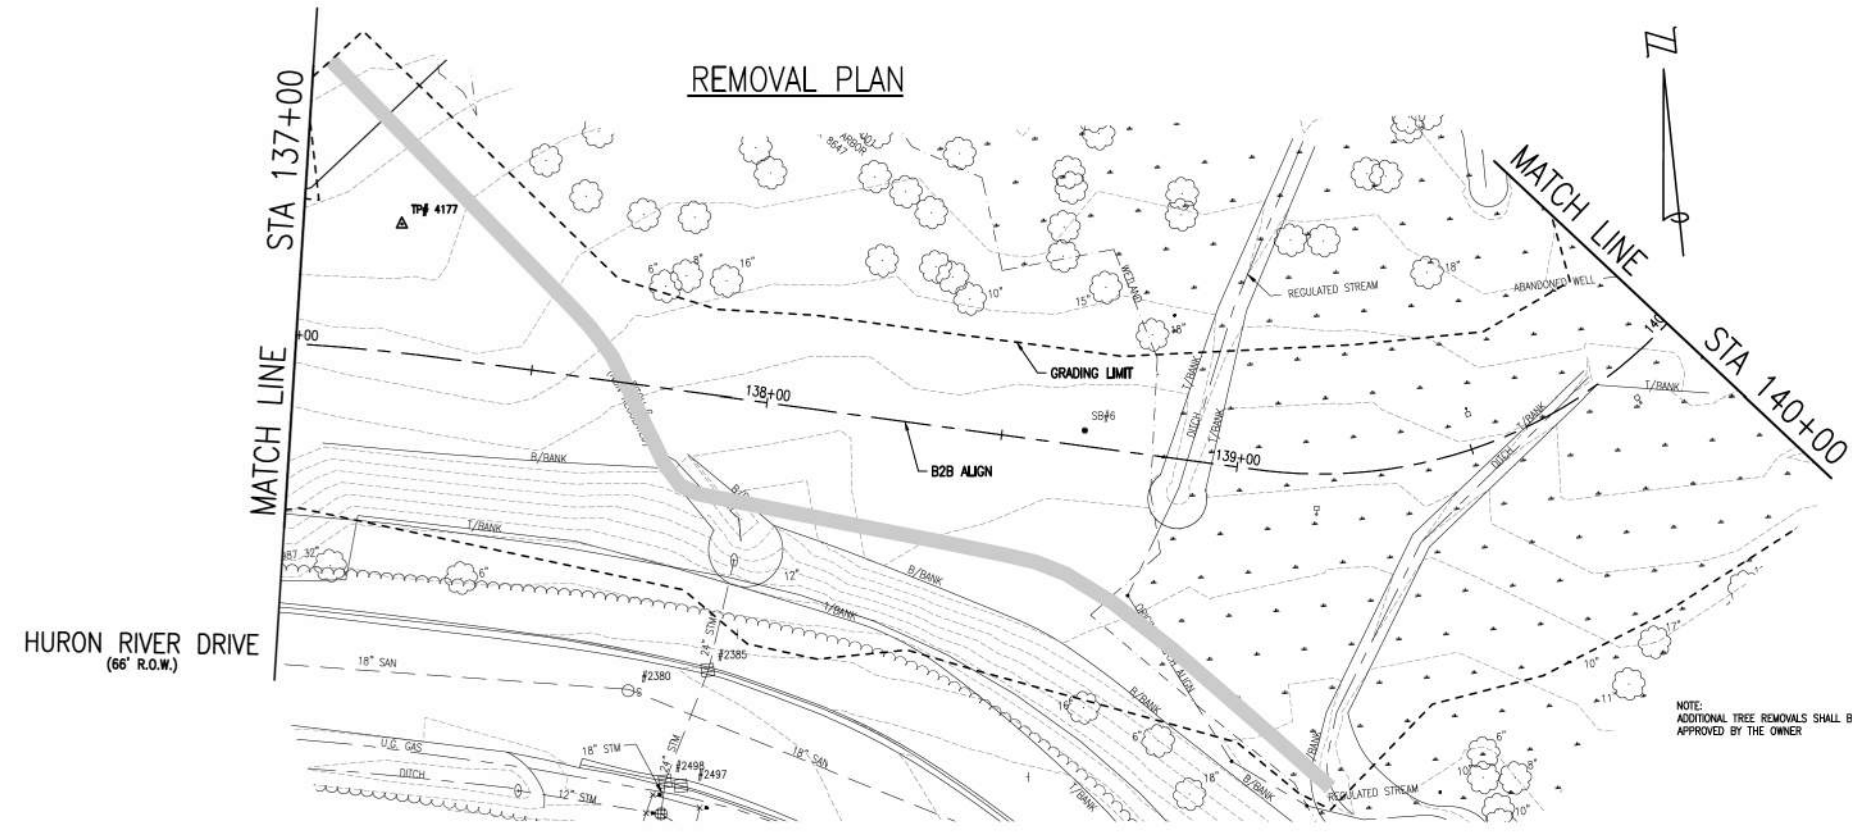 REMOVAL PLAN
MATCH LINE STA 137+00
TP# 4177
ARBOR
8647
6"
8"
16"
10"
15"
18"
WETLAND
REGULATED STREAM
18"
ABANDONED WELL
MATCH LINE STA 140+00
+00
138+00
GRADING LIMIT
SB#6
B2B ALIGN
139+00
T/BANK
DITCH
T/BANK
T/BANK
DITCH
T/BANK
B/BANK
T/BANK
32"
6"
12"
B/BANK
T/BANK
24" STM
#2385
#2380
S
18" SAN
HURON RIVER DRIVE
(66' R.O.W.)
U.G. GAS
DITCH
18" STM
24" STM
#2498
#2497
12" STM
18" SAN
16"
B/BANK
6"
18"
B/BANK
T/BANK
ALIGN
REGULATED STREAM
12"
10"
11
6"
10"
8"
10"
NOTE:
ADDITIONAL TREE REMOVALS SHALL B
APPROVED BY THE OWNER